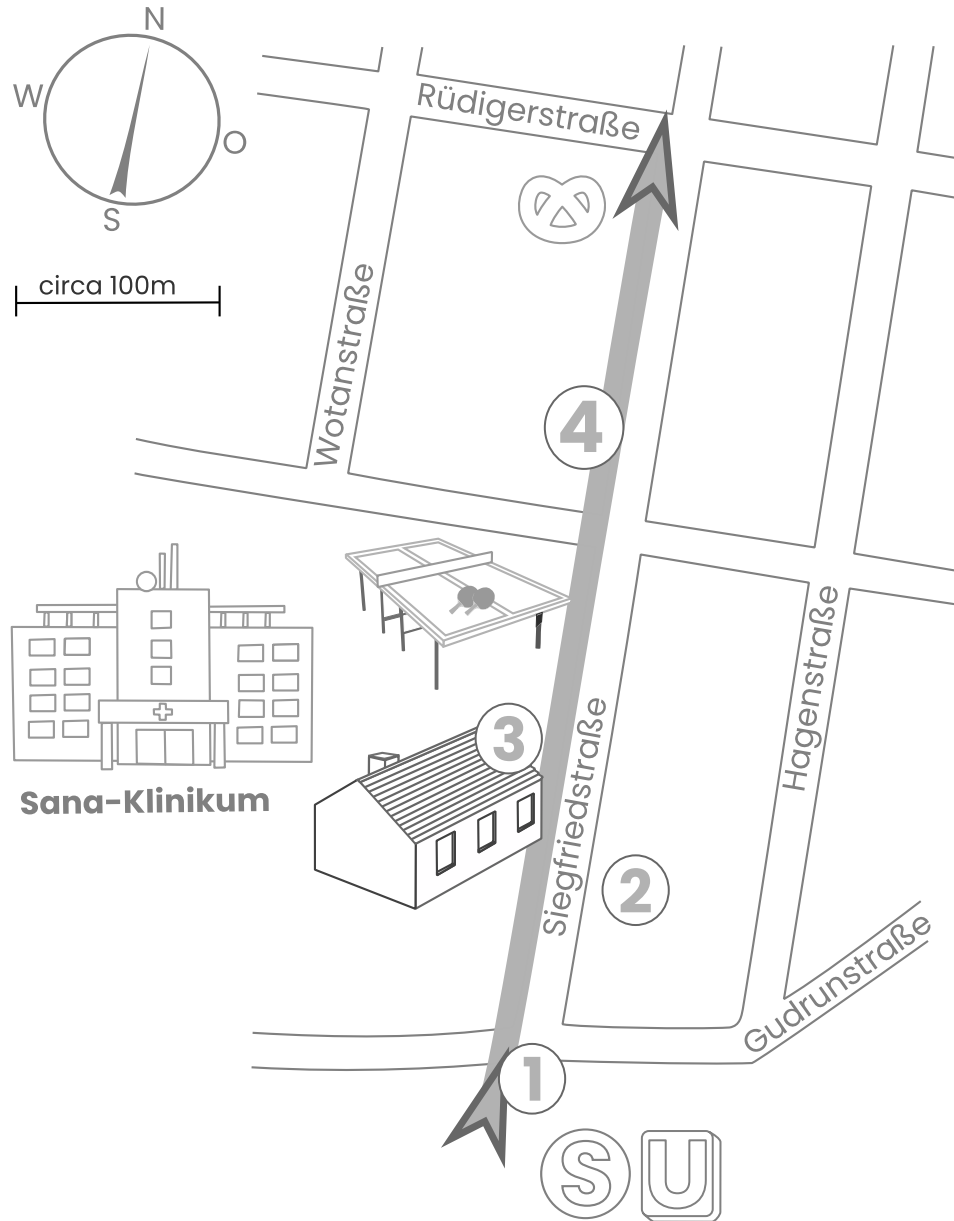 N
W
O
S
circa 100m
Rüdigerstraße
Wotanstraße
4
Sana-Klinikum
3
Siegfriedstraße
Hagenstraße
2
Gudrunstraße
1
S U